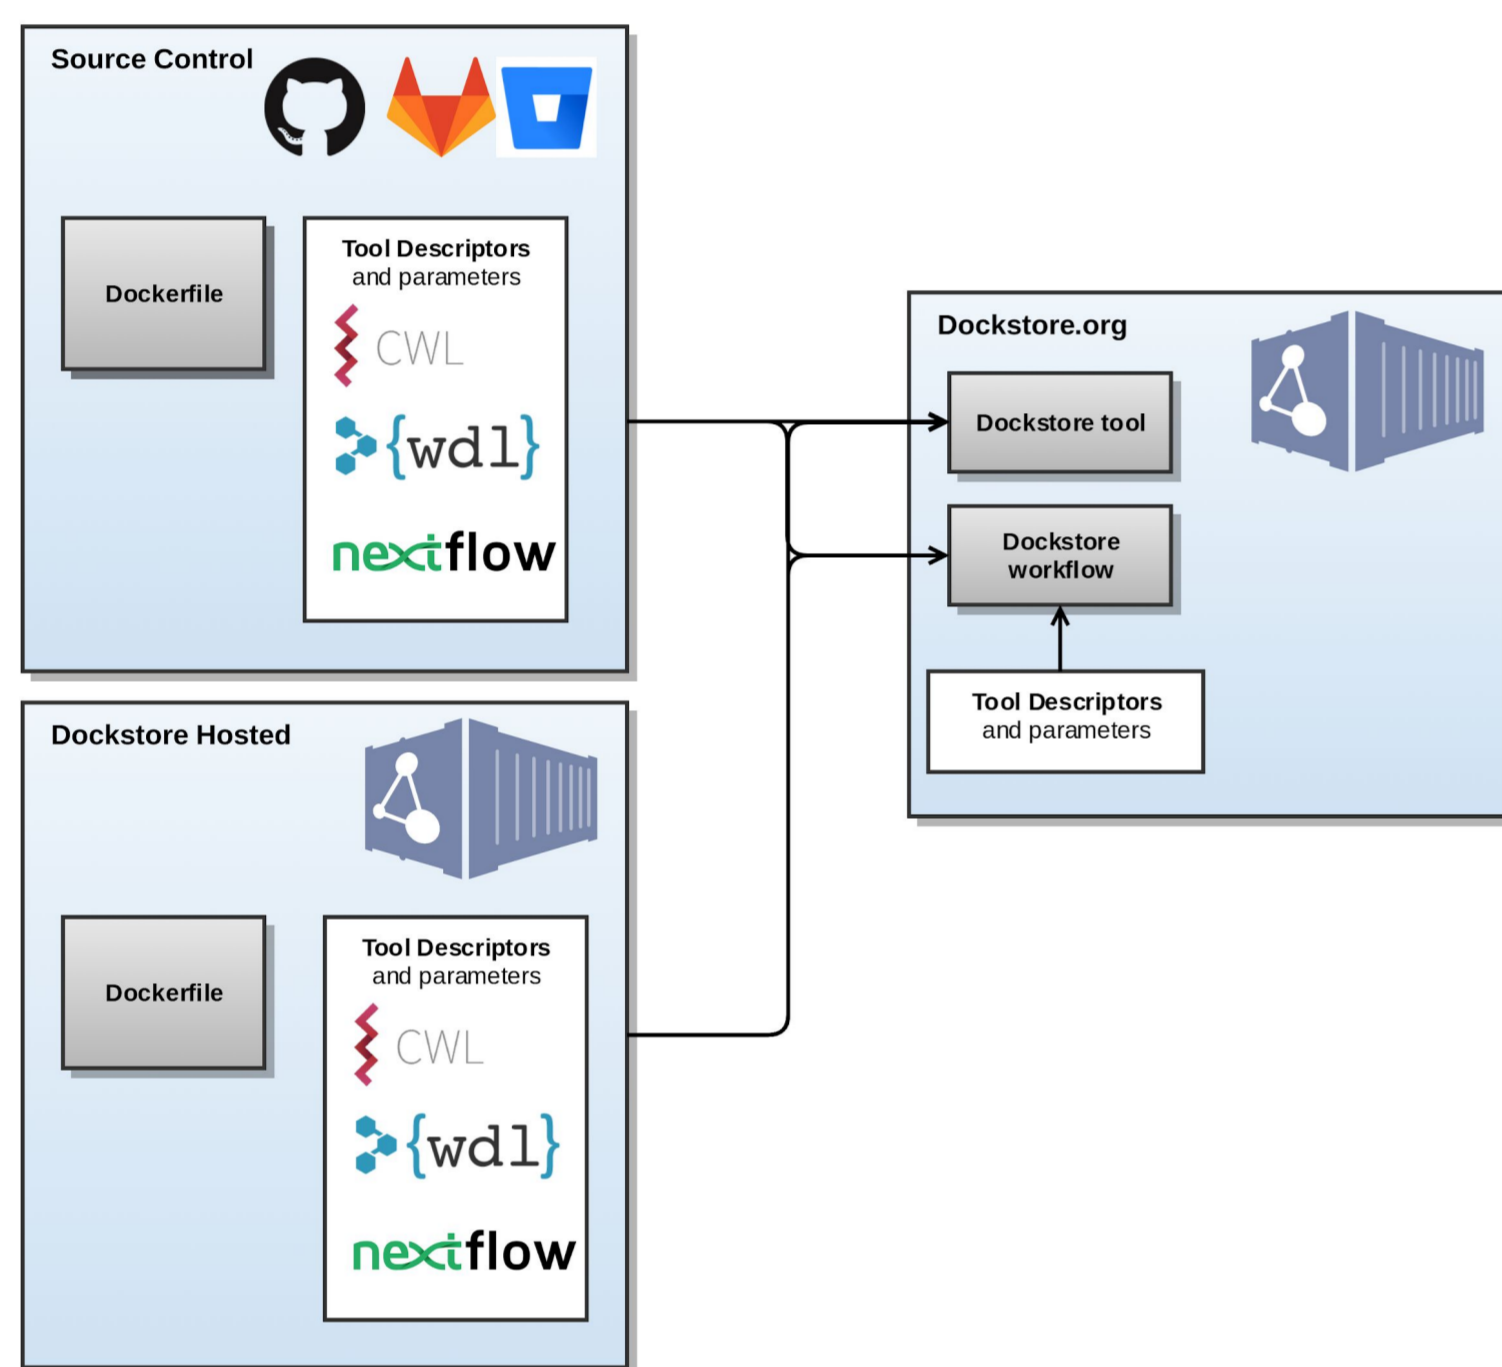 Source Control
Dockerfile
Tool Descriptors
and parameters
CWL
{wdl}
nextflow
Dockstore.org
Dockstore tool
Dockstore
workflow
Tool Descriptors
and parameters
Dockstore Hosted
Dockerfile
Tool Descriptors
and parameters
CWL
{wdl}
nextflow